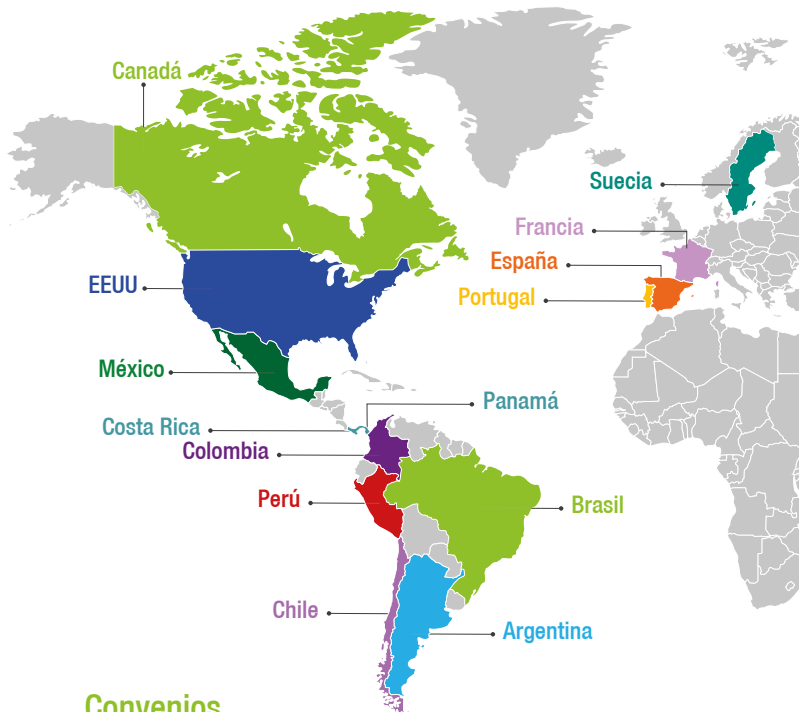 Canadá
Suecia
Francia
España
EEUU
Portugal
México
Panamá
Costa Rica
Colombia
Perú
Brasil
Chile
Argentina
Convenios